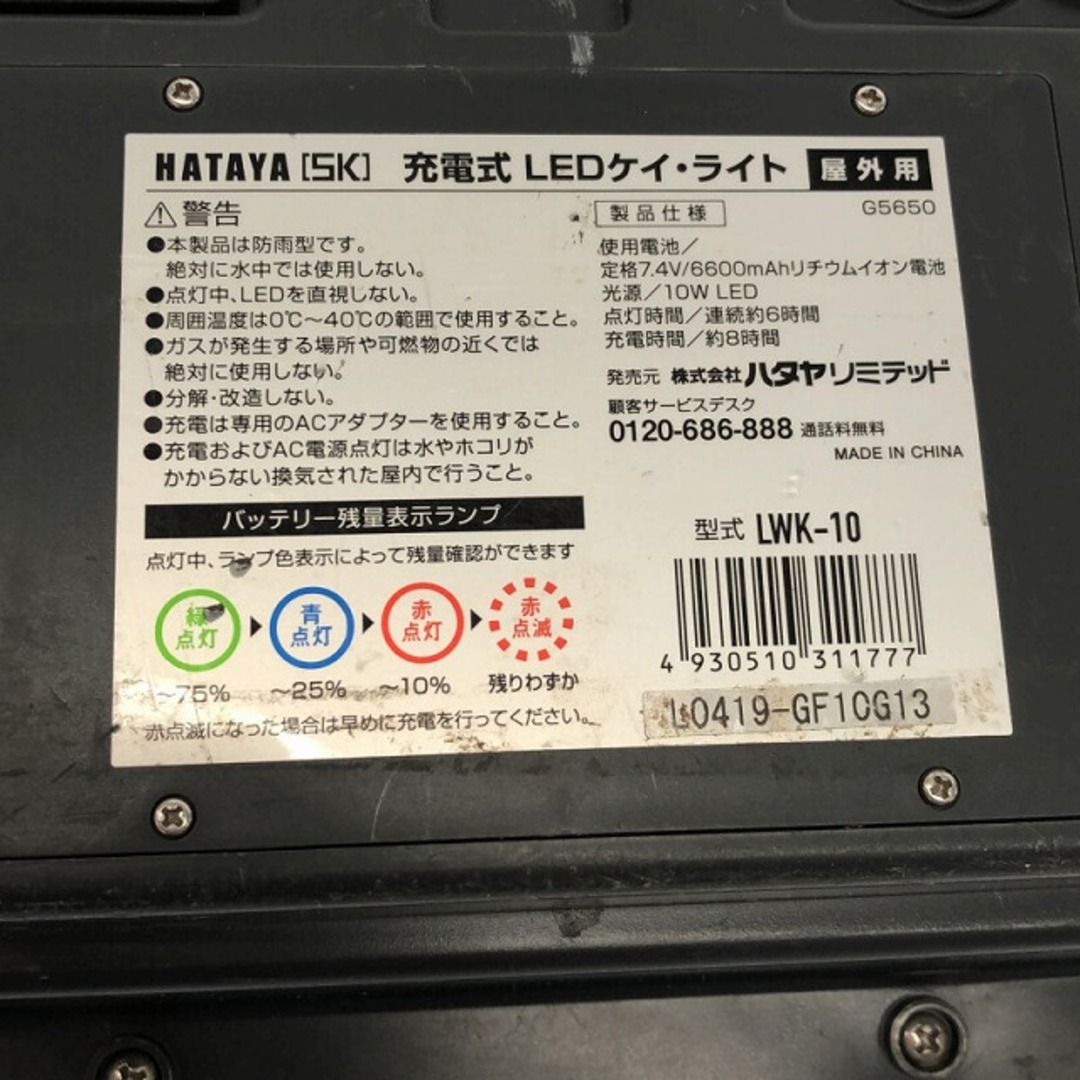 HATAYA [SK] 充電式 LEDケイ・ライト 屋外用
G5650
⚠警告
●本製品は防雨型です。
絶対に水中では使用しない。
●点灯中、LEDを直視しない。
●周囲温度は0℃〜40℃の範囲で使用すること。
●ガスが発生する場所や可燃物の近くでは
絶対に使用しない。
●分解・改造しない。
●充電は専用のACアダプターを使用すること。
●充電およびAC電源点灯は水やホコリが
かからない換気された屋内で行うこと。
バッテリー残量表示ランプ
点灯中、ランプ色表示によって残量確認ができます
緑
点灯
青
点灯
赤
点灯
赤
点滅
〜75% 〜25% 〜10% 残りわずか
赤点滅になった場合は早めに充電を行ってください。
製品仕様
使用電池／
定格7.4V/6600mAhリチウムイオン電池
光源／10W LED
点灯時間／連続約6時間
充電時間／約8時間
発売元 株式会社ハタヤリミテッド
顧客サービスデスク
0120-686-888 通話料無料
MADE IN CHINA
型式 LWK-10
4 930510 311777
L0419-GF10G13